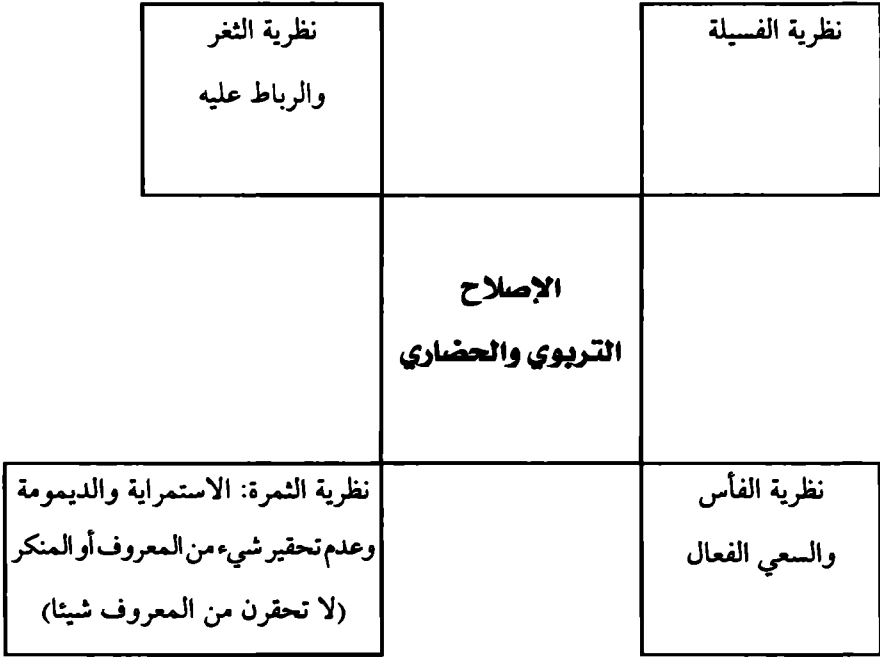 نظرية الفسيلة
نظرية الثغر
والرباط عليه
الإصلاح
التربوي والحضاري
نظرية الفأس
والسعي الفعال
نظرية الثمرة: الاستمراية والديمومة
وعدم تحقير شيء من المعروف أو المنكر
(لا تحقرن من المعروف شيئا)